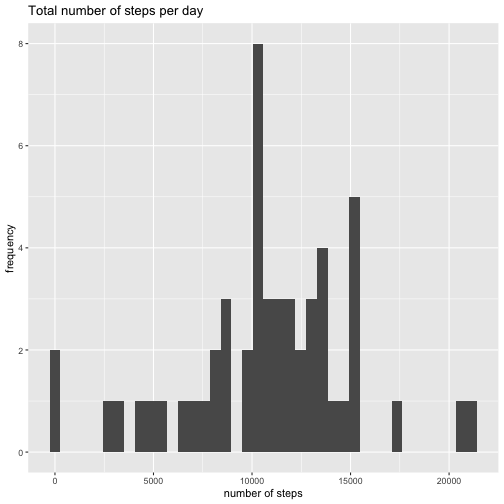 Total number of steps per day
8
6
4
2
0
frequency
0 5000 10000 15000 20000
number of steps